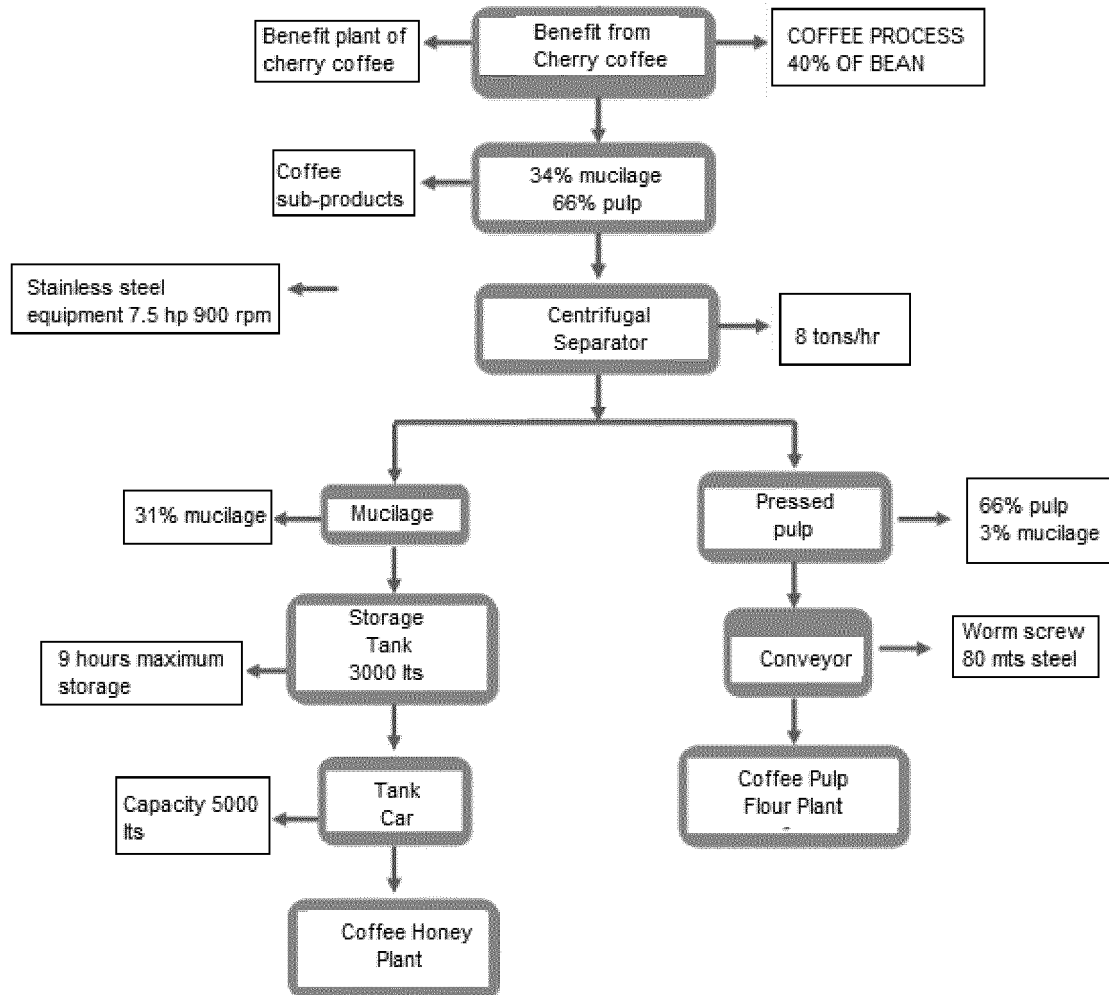 Benefit plant of
cherry coffee
Benefit from
Cherry coffee
COFFEE PROCESS
40% OF BEAN
Coffee
sub-products
34% mucilage
66% pulp
Stainless steel
equipment 7.5 hp 900 rpm
Centrifugal
Separator
8 tons/hr
31% mucilage
Mucilage
Pressed
pulp
66% pulp
3% mucilage
9 hours maximum
storage
Storage
Tank
3000 lts
Conveyor
Worm screw
80 mts steel
Capacity 5000
lts
Tank
Car
Coffee Pulp
Flour Plant
-
Coffee Honey
Plant